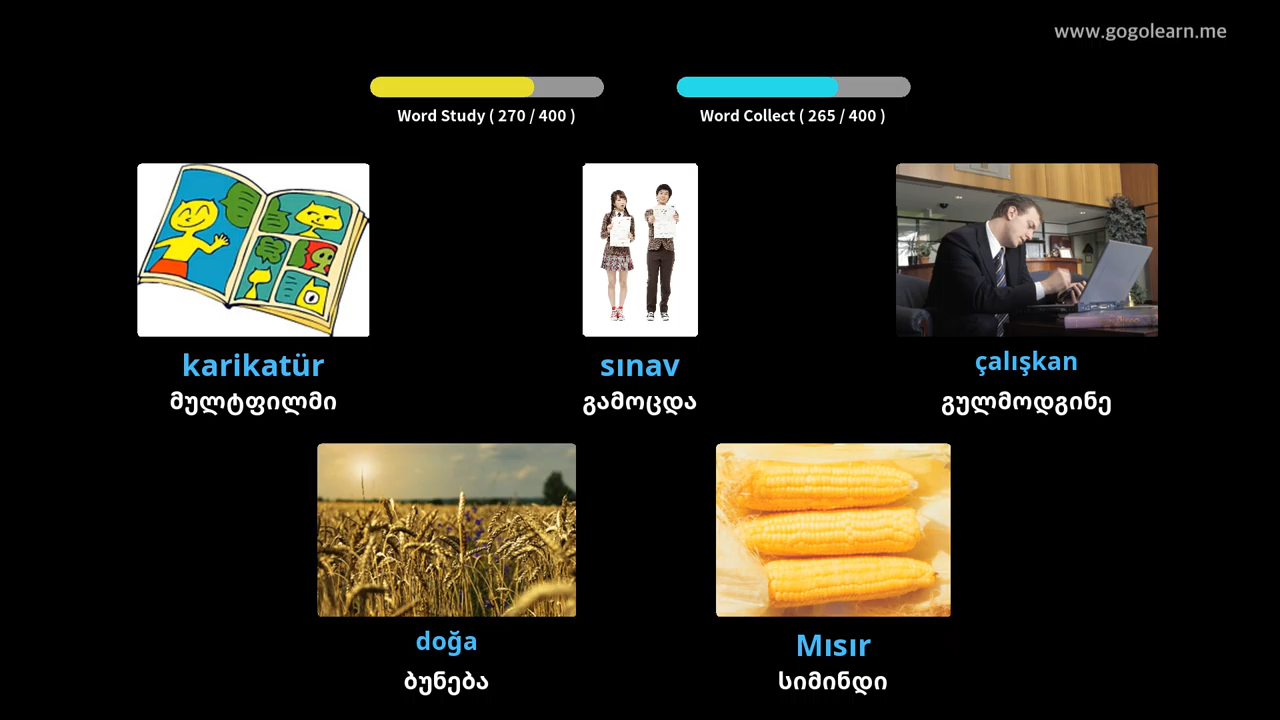 www.gogolearn.me
Word Study ( 270 / 400 )
Word Collect ( 265 / 400 )
karikatür
მულტფილმი
sınav
გამოცდა
çalışkan
გულმოდგინე
doğa
ბუნება
Mısır
სიმინდი